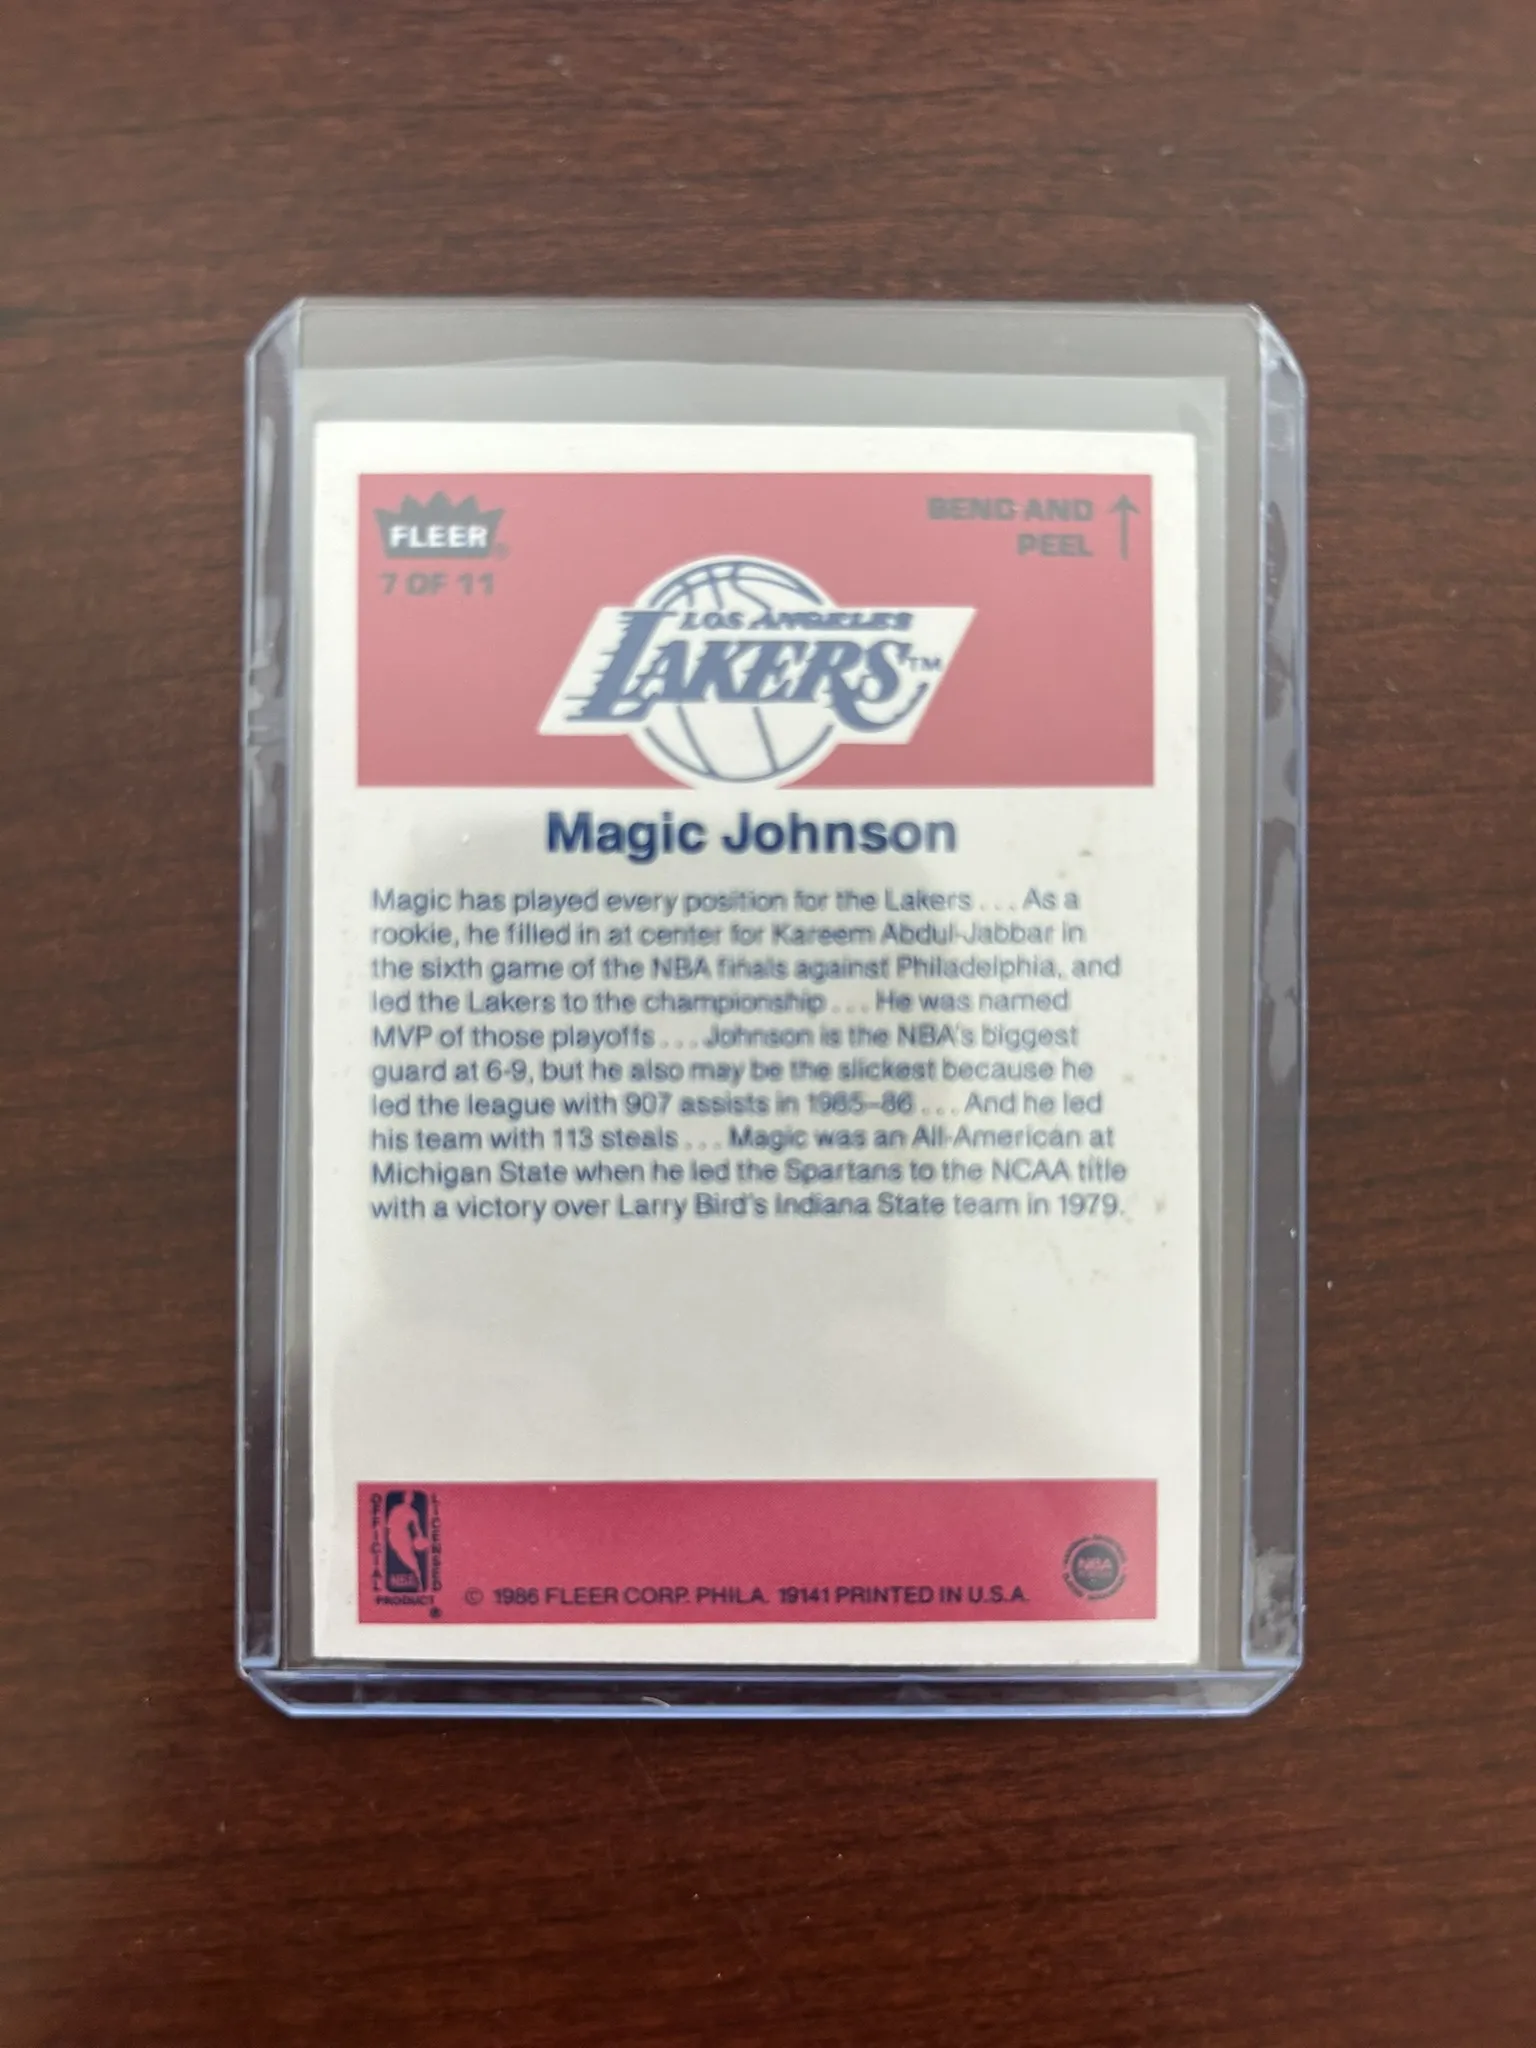 FLEER®
7 OF 11
BEND AND
PEEL
LOS ANGELES
LAKERS™
Magic Johnson
Magic has played every position for the Lakers . . . As a
rookie, he filled in at center for Kareem Abdul-Jabbar in
the sixth game of the NBA finals against Philadelphia, and
led the Lakers to the championship . . . He was named
MVP of those playoffs . . . Johnson is the NBA's biggest
guard at 6-9, but he also may be the slickest because he
led the league with 907 assists in 1985–86 . . . And he led
his team with 113 steals . . . Magic was an All-American at
Michigan State when he led the Spartans to the NCAA title
with a victory over Larry Bird's Indiana State team in 1979.
OFFICIAL
LICENSED
NBA
PRODUCT®
© 1986 FLEER CORP. PHILA. 19141 PRINTED IN U.S.A.
NBA